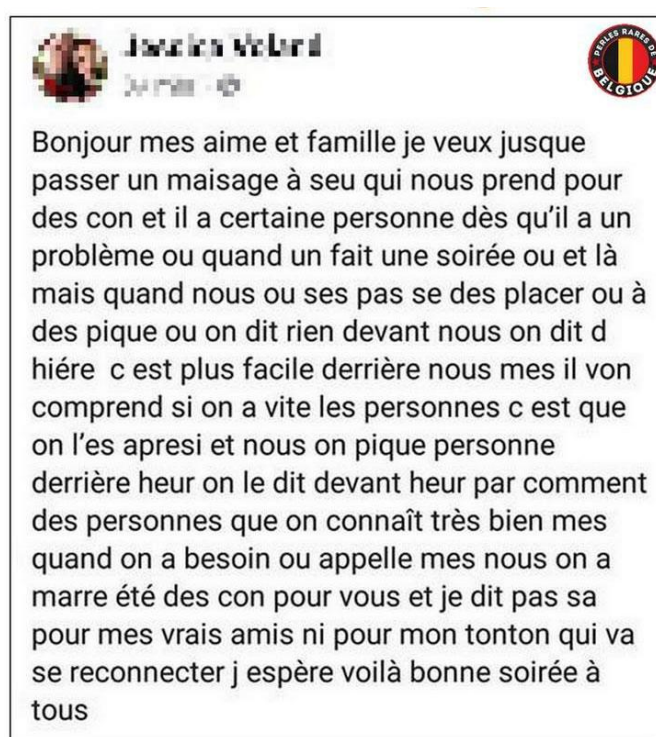 PERLES RARES DE
BELGIQUE
Bonjour mes aime et famille je veux jusque
passer un maisage à seu qui nous prend pour
des con et il a certaine personne dès qu'il a un
problème ou quand un fait une soirée ou et là
mais quand nous ou ses pas se des placer ou à
des pique ou on dit rien devant nous on dit d
hiére c est plus facile derrière nous mes il von
comprend si on a vite les personnes c est que
on l'es apresi et nous on pique personne
derrière heur on le dit devant heur par comment
des personnes que on connaît très bien mes
quand on a besoin ou appelle mes nous on a
marre été des con pour vous et je dit pas sa
pour mes vrais amis ni pour mon tonton qui va
se reconnecter j espère voilà bonne soirée à
tous